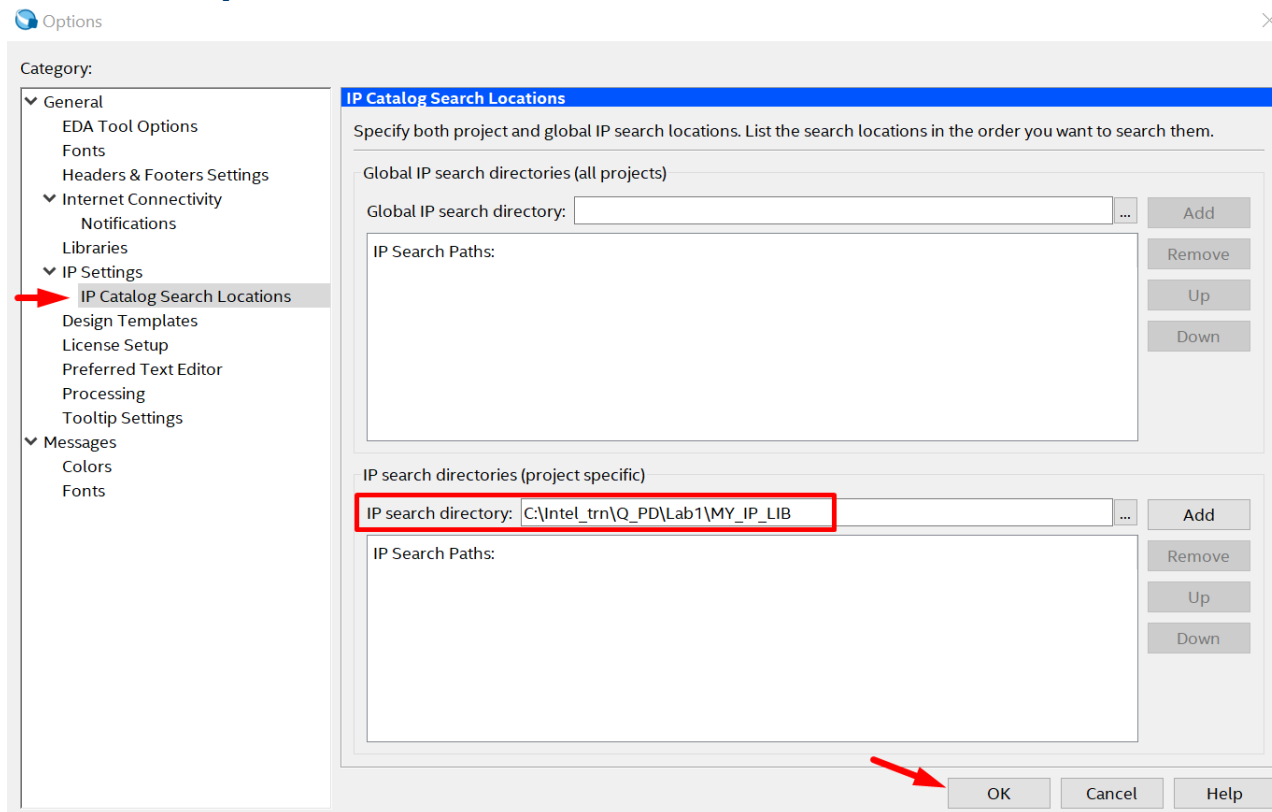 Options
Category:
General
EDA Tool Options
Fonts
Headers & Footers Settings
Internet Connectivity
Notifications
Libraries
IP Settings
IP Catalog Search Locations
Design Templates
License Setup
Preferred Text Editor
Processing
Tooltip Settings
Messages
Colors
Fonts
IP Catalog Search Locations
Specify both project and global IP search locations. List the search locations in the order you want to search them.
Global IP search directories (all projects)
Global IP search directory: ... Add
IP Search Paths:
Remove
Up
Down
IP search directories (project specific)
IP search directory: C:\Intel_trn\Q_PD\Lab1\MY_IP_LIB ... Add
IP Search Paths:
Remove
Up
Down
OK Cancel Help